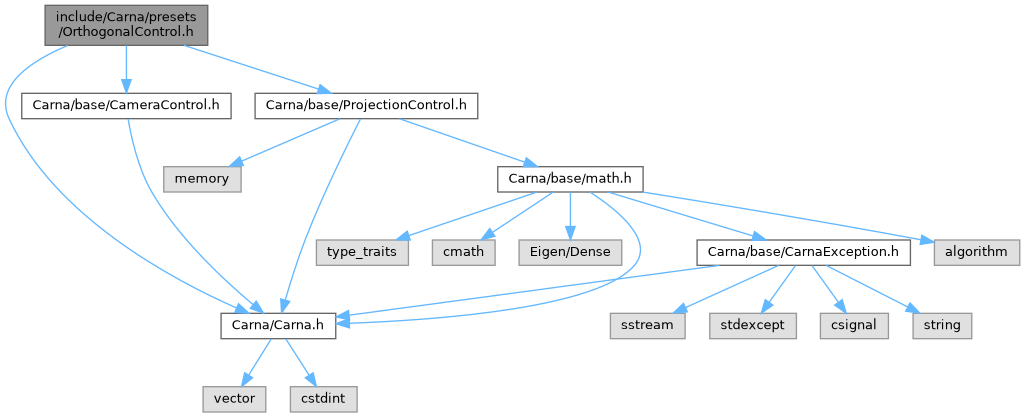 include/Carna/presets
/OrthogonalControl.h
Carna/base/CameraControl.h
Carna/base/ProjectionControl.h
memory
Carna/base/math.h
type_traits
cmath
Eigen/Dense
Carna/base/CarnaException.h
algorithm
Carna/Carna.h
sstream
stdexcept
csignal
string
vector
cstdint